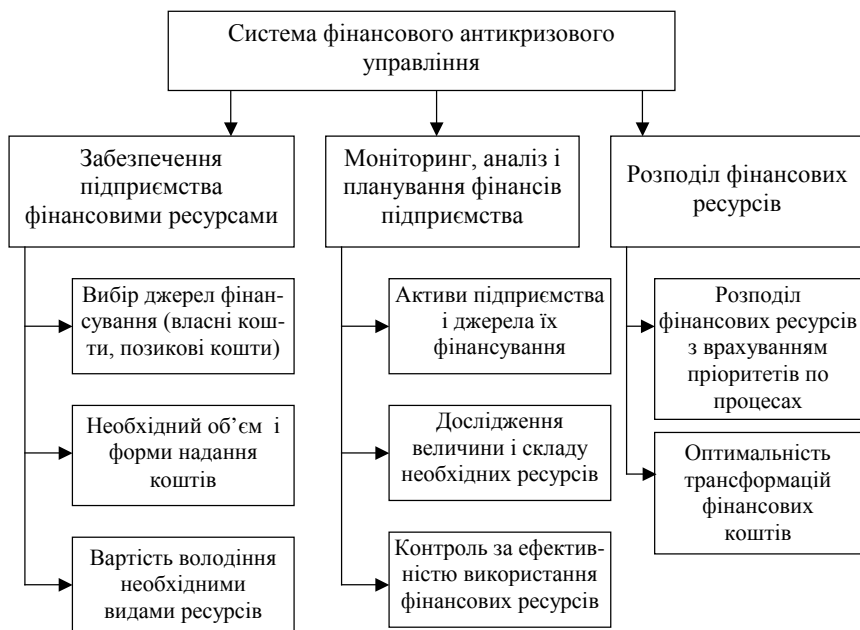 Система фінансового антикризового
управління
Забезпечення
підприємства
фінансовими ресурсами
Моніторинг, аналіз і
планування фінансів
підприємства
Розподіл фінансових
ресурсів
Вибір джерел фінан-
сування (власні кош-
ти, позикові кошти)
Необхідний об’єм і
форми надання
коштів
Вартість володіння
необхідними
видами ресурсів
Активи підприємства
і джерела їх
фінансування
Дослідження
величини і складу
необхідних ресурсів
Контроль за ефектив-
ністю використання
фінансових ресурсів
Розподіл
фінансових ресурсів
з врахуванням
пріоритетів по
процесах
Оптимальність
трансформацій
фінансових
коштів